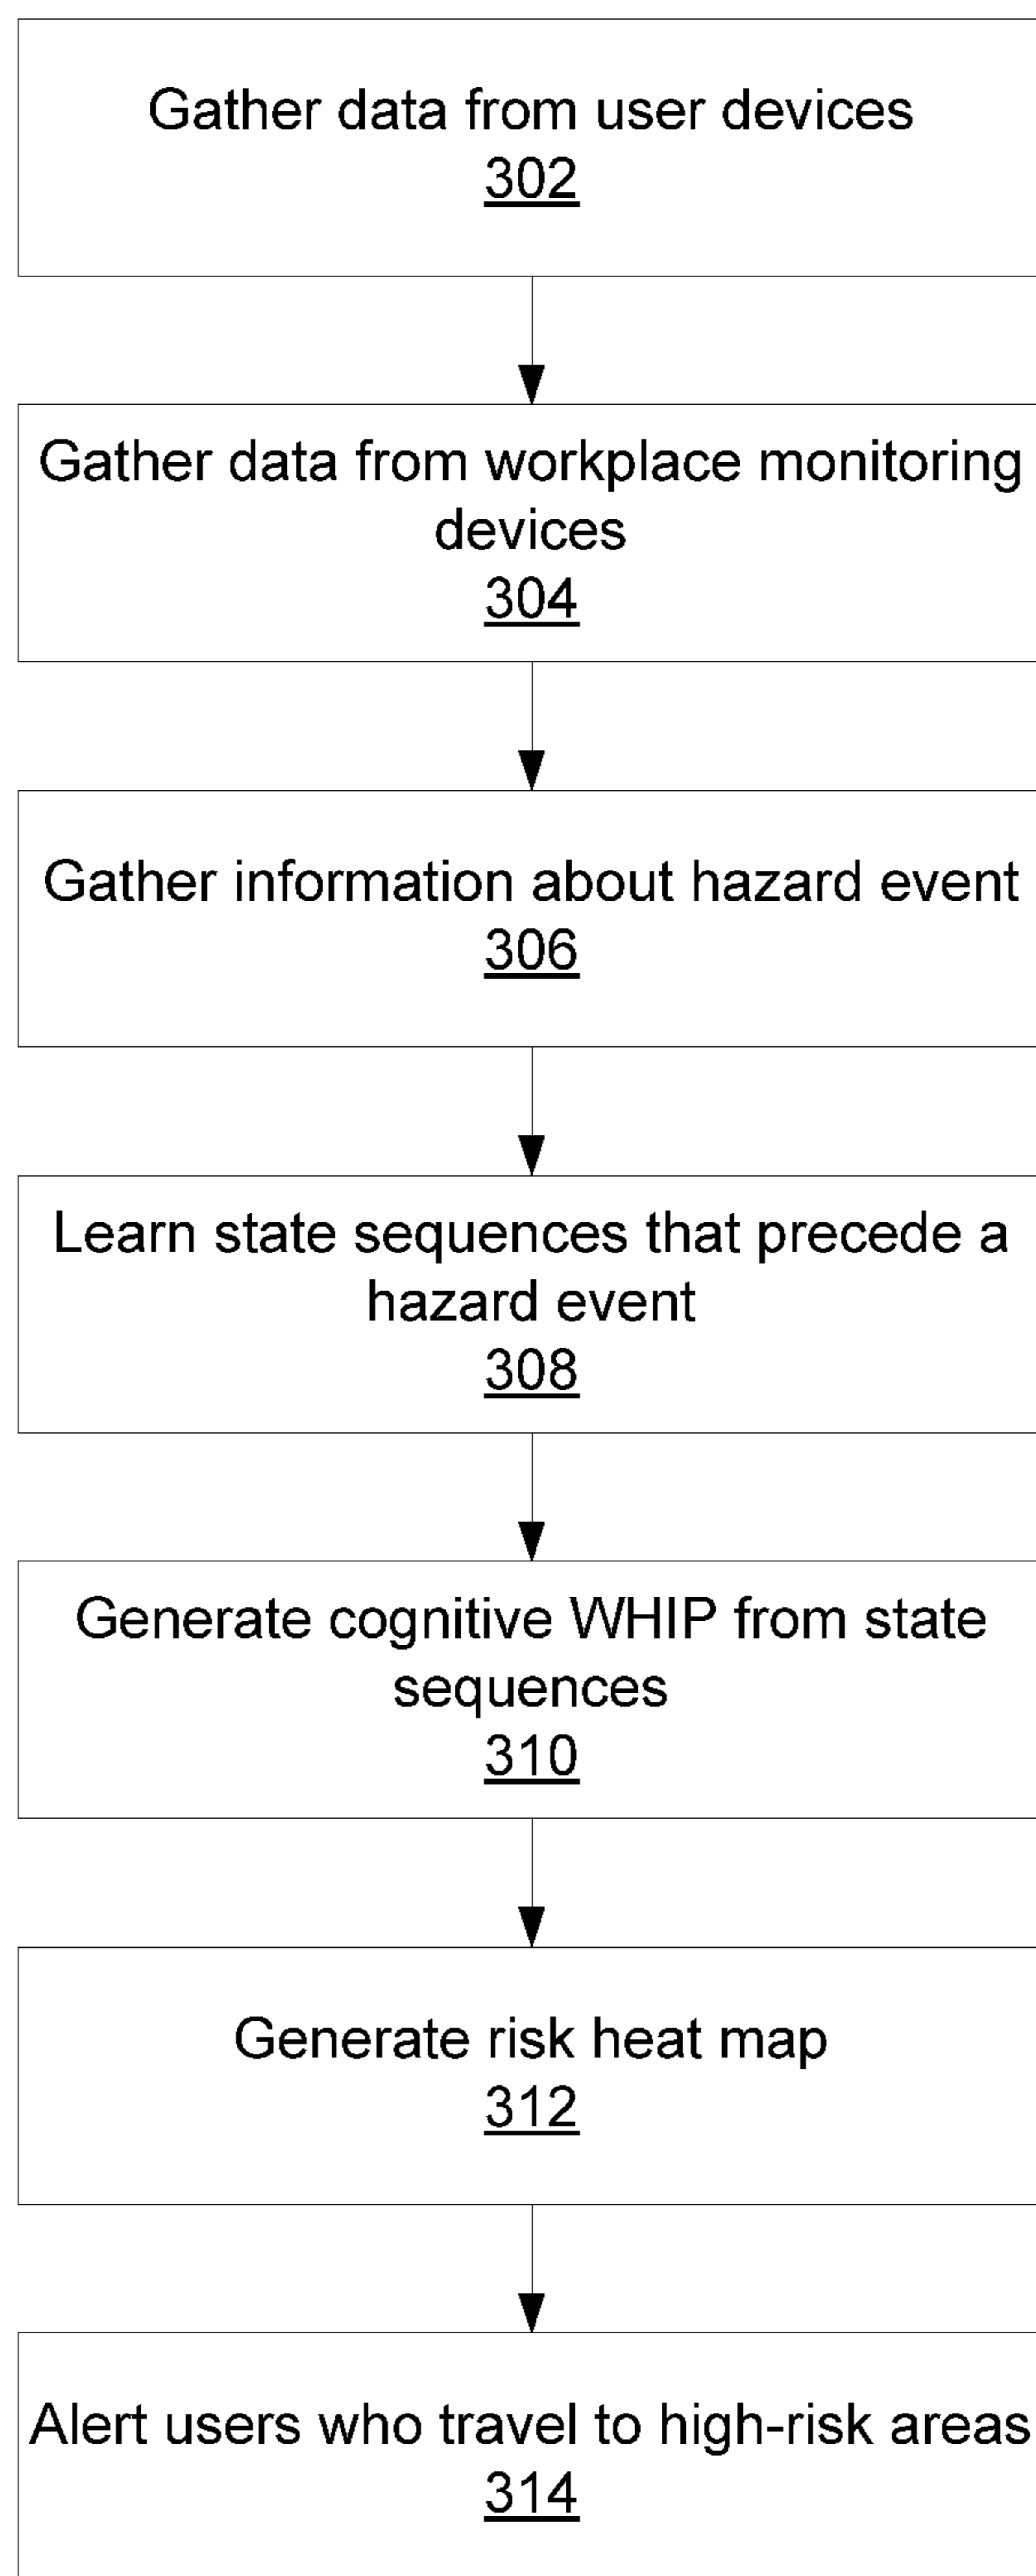 Gather data from user devices
302
Gather data from workplace monitoring
devices
304
Gather information about hazard event
306
Learn state sequences that precede a
hazard event
308
Generate cognitive WHIP from state
sequences
310
Generate risk heat map
312
Alert users who travel to high-risk areas
314